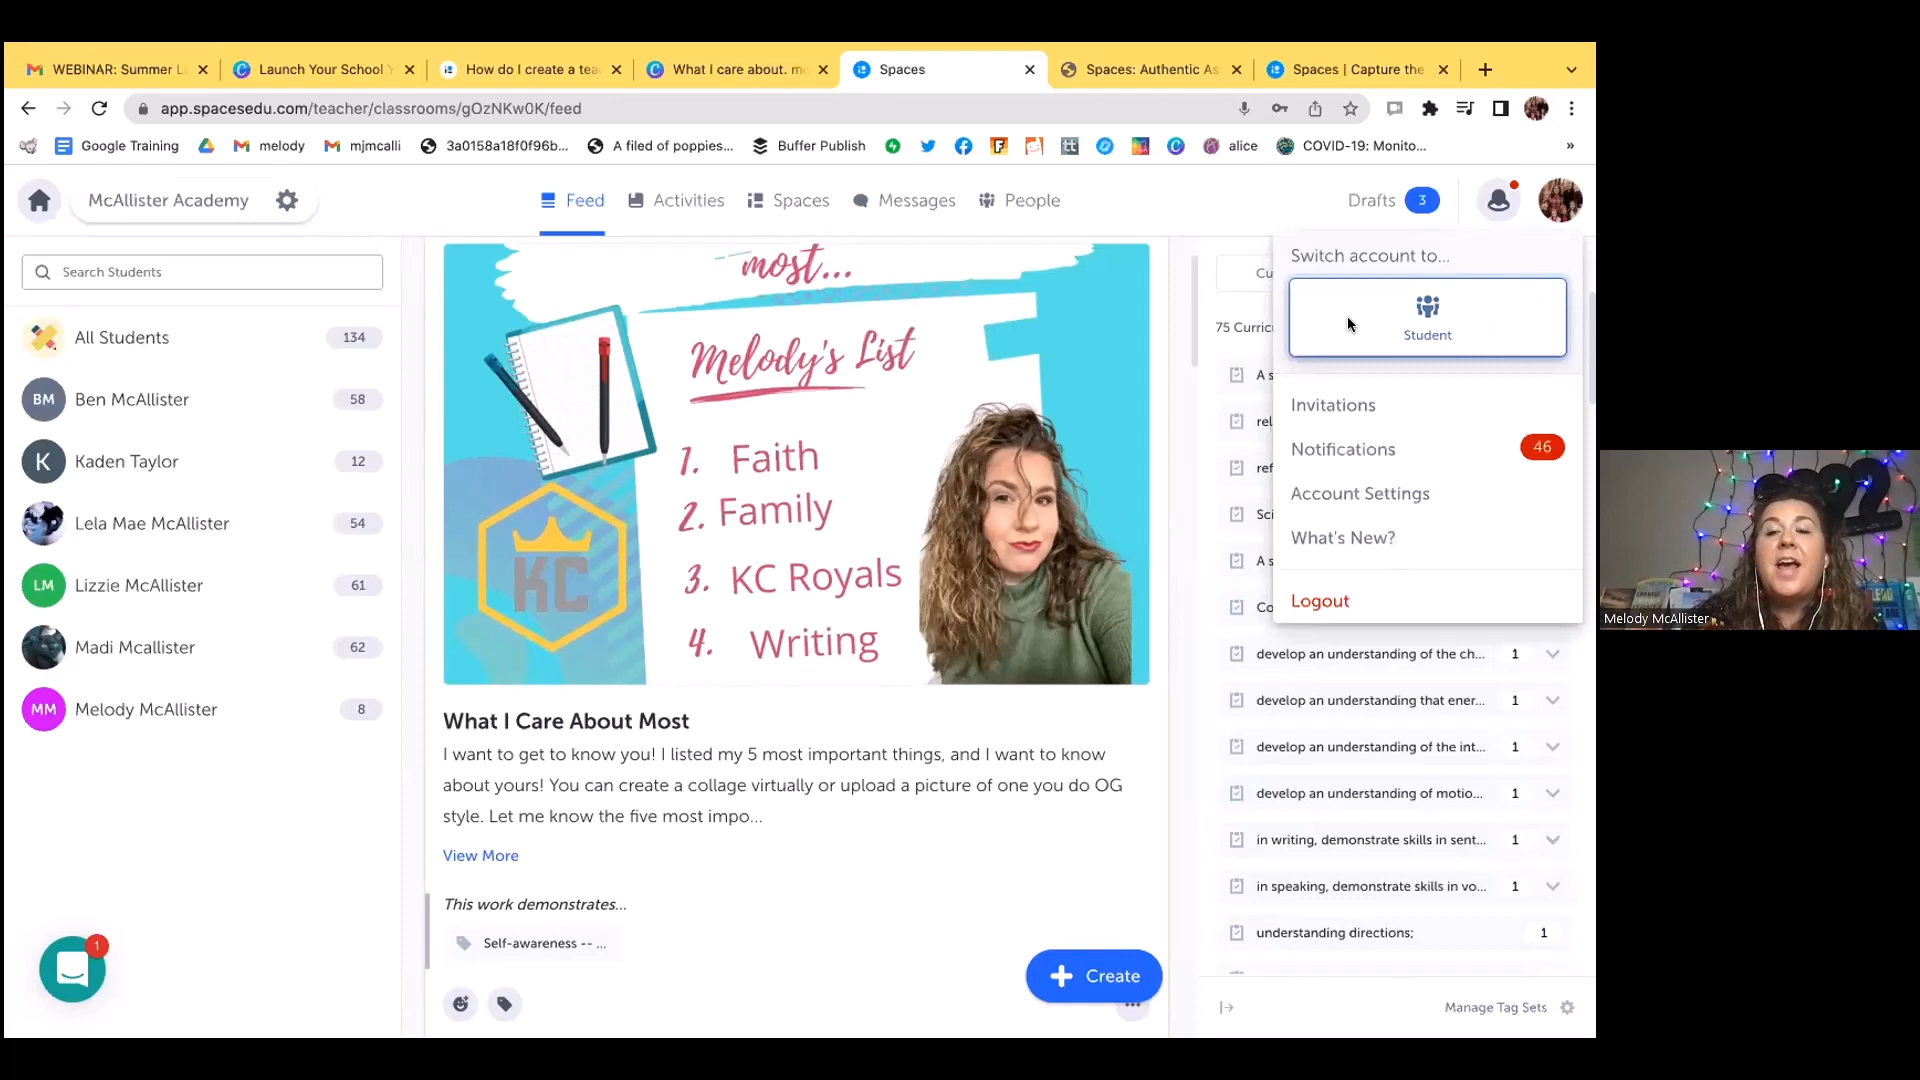 WEBINAR: Summer L
Launch Your School Y
How do I create a tea
What I care about. m
Spaces
Spaces: Authentic As
Spaces | Capture the
app.spacesedu.com/teacher/classrooms/gOzNKw0K/feed
Google Training
melody
mjmcalli
3a0158a18f0f96b...
A filed of poppies...
Buffer Publish
alice
COVID-19: Monito...
»
McAllister Academy
Feed
Activities
Spaces
Messages
People
Drafts 3
Search Students
All Students 134
BM Ben McAllister 58
K Kaden Taylor 12
Lela Mae McAllister 54
LM Lizzie McAllister 61
Madi Mcallister 62
MM Melody McAllister 8
1
most...
Melody's List
1. Faith
2. Family
3. KC Royals
4. Writing
KC
What I Care About Most
I want to get to know you! I listed my 5 most important things, and I want to know
about yours! You can create a collage virtually or upload a picture of one you do OG
style. Let me know the five most impo...
View More
This work demonstrates...
Self-awareness -- ...
Create
Switch account to...
Student
Invitations
Notifications 46
Account Settings
What's New?
Logout
Cu
75 Curric
A s
rel
ref
Sci
A s
Co
develop an understanding of the ch... 1
develop an understanding that ener... 1
develop an understanding of the int... 1
develop an understanding of motio... 1
in writing, demonstrate skills in sent... 1
in speaking, demonstrate skills in vo... 1
understanding directions; 1
Manage Tag Sets
Melody McAllister